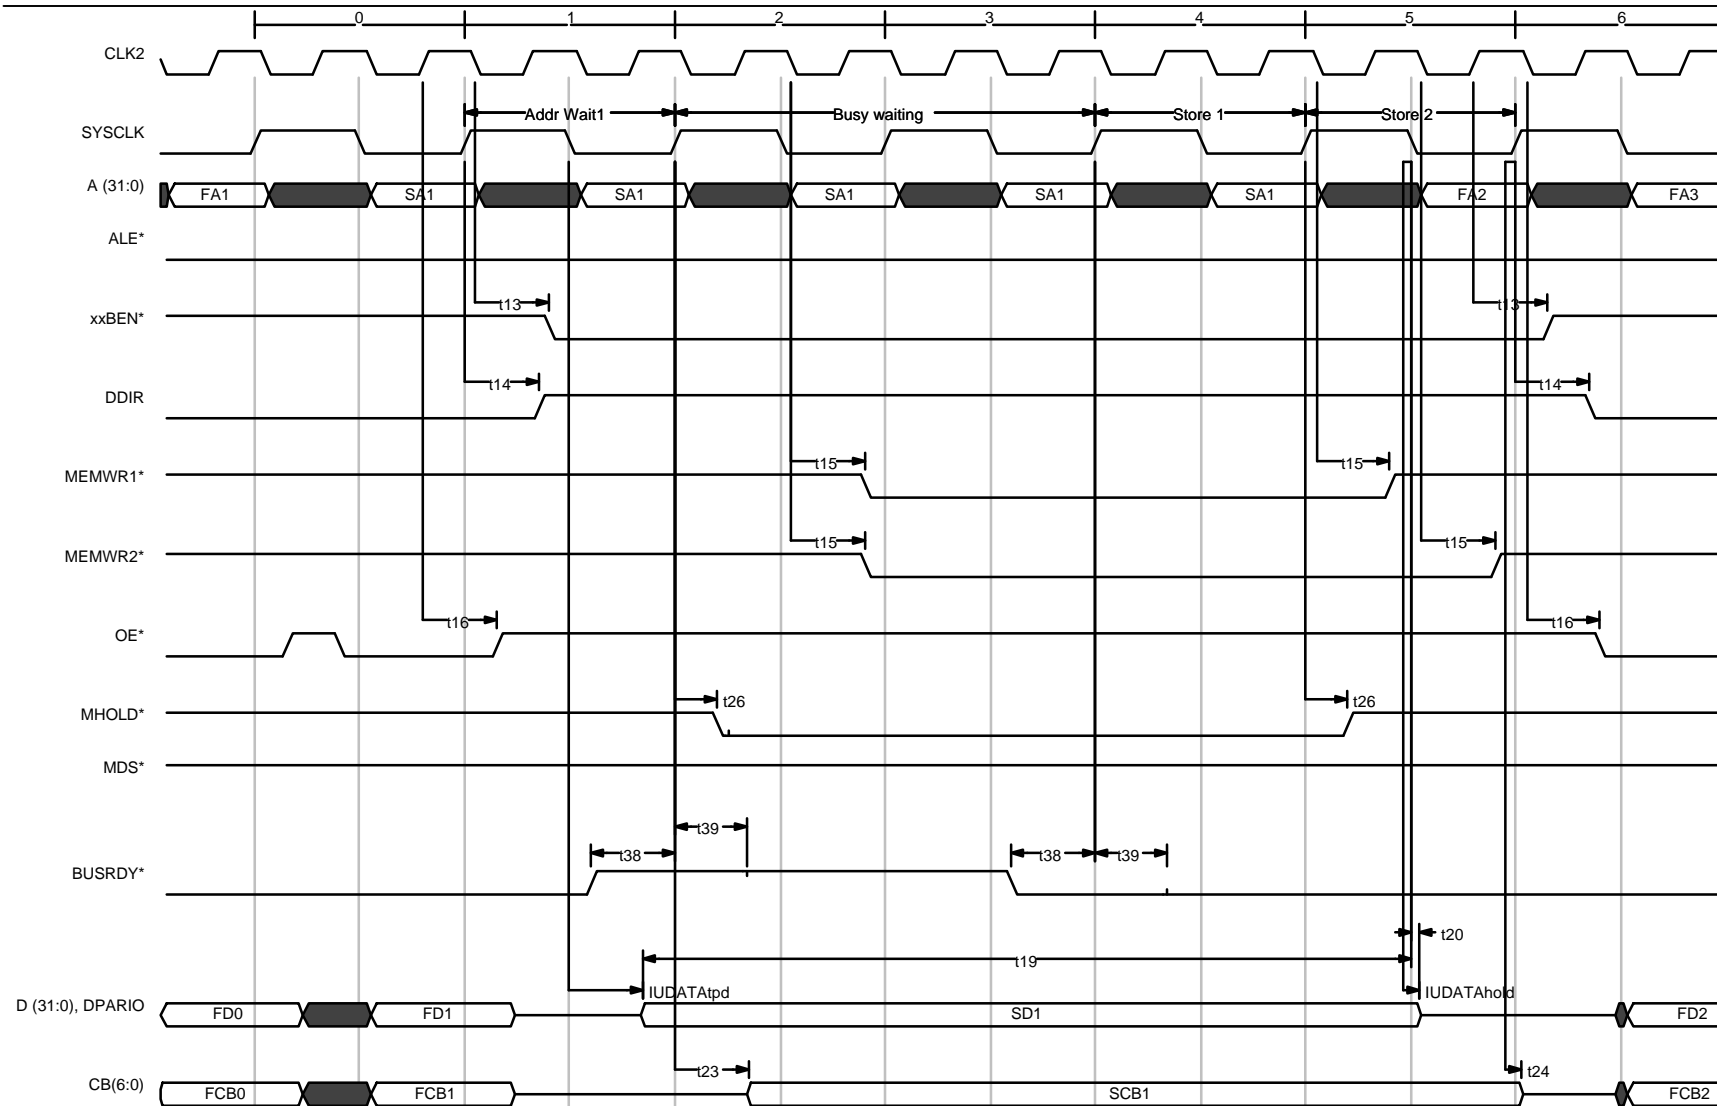 0 1 2 3 4 5 6
CLK2
Addr Wait1 Busy waiting Store 1 Store 2
SYSCLK
A (31:0) FA1 SA1 SA1 SA1 SA1 SA1 FA2 FA3
ALE*
t13 t13
xxBEN*
t14 t14
DDIR
t15 t15
MEMWR1*
t15 t15
MEMWR2*
t16 t16
OE*
t26 t26
MHOLD*
MDS*
t39
t38 t38 t39
BUSRDY*
t20
t19
IUDATAtpd IUDATAhold
D (31:0), DPARIO FD0 FD1 SD1 FD2
t23 t24
CB(6:0) FCB0 FCB1 SCB1 FCB2